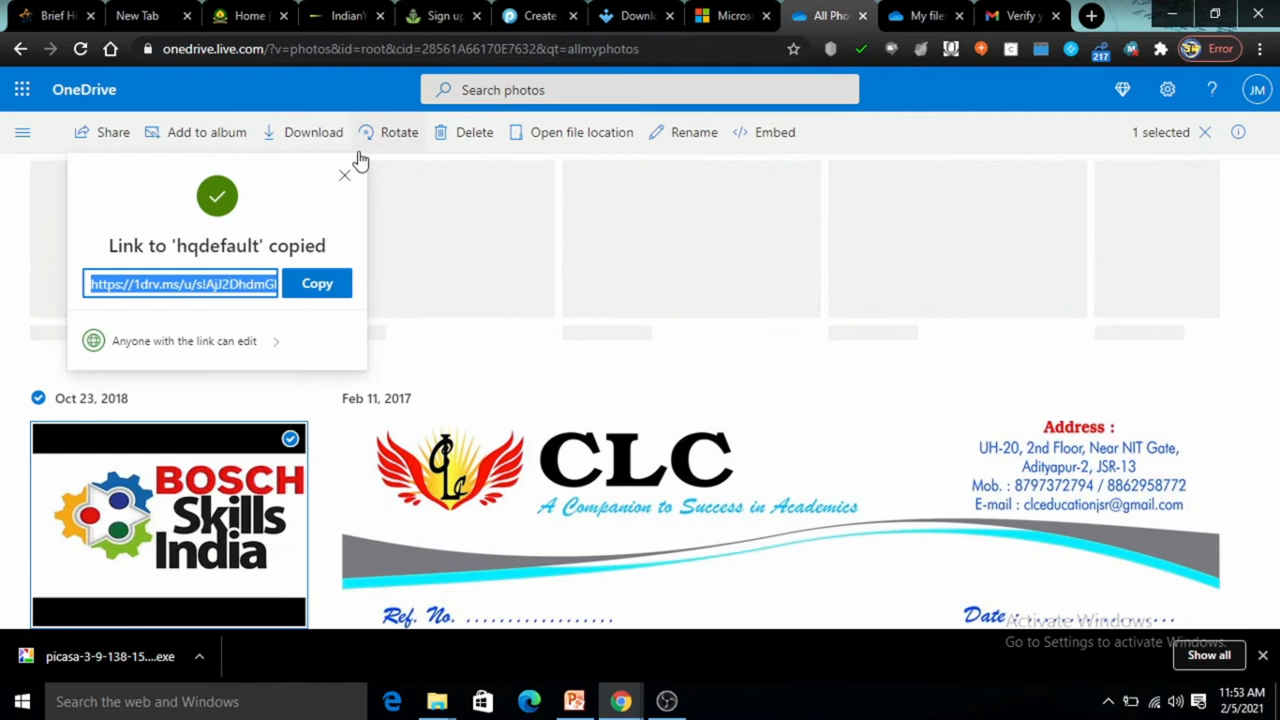 Brief Hi
New Tab
Home |
IndianY
Sign up
Create
Downlo
Micros
All Pho
My files
Verify y
onedrive.live.com/?v=photos&id=root&cid=28561A66170E7632&qt=allmyphotos
217
Error
OneDrive
Search photos
JM
Share
Add to album
Download
Rotate
Delete
Open file location
Rename
Embed
1 selected
Link to 'hqdefault' copied
https://1drv.ms/u/s!AjJ2DhdmG
Copy
Anyone with the link can edit
Oct 23, 2018
Feb 11, 2017
BOSCH
Skills
India
CLC
A Companion to Success in Academics
Address :
UH-20, 2nd Floor, Near NIT Gate,
Adityapur-2, JSR-13
Mob. : 8797372794 / 8862958772
E-mail : clceducationjsr@gmail.com
Ref. No. ..................
Date :..................
Activate Windows
Go to Settings to activate Windows.
picasa-3-9-138-15....exe
Show all
Search the web and Windows
11:53 AM
2/5/2021